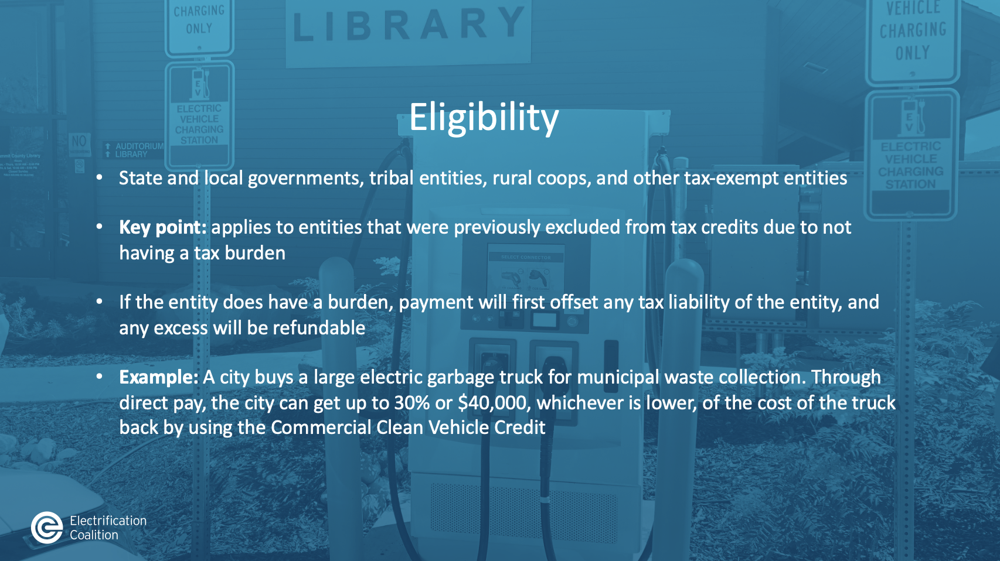 CHARGING
ONLY
LIBRARY
VEHICLE
CHARGING
ONLY
EV
ELECTRIC
VEHICLE
CHARGING
STATION
EV
ELECTRIC
VEHICLE
CHARGING
STATION
NO
AUDITORIUM
LIBRARY
Eligibility
• State and local governments, tribal entities, rural coops, and other tax-exempt entities
• Key point: applies to entities that were previously excluded from tax credits due to not
having a tax burden
SELECT CONNECTOR
• If the entity does have a burden, payment will first offset any tax liability of the entity, and
any excess will be refundable
• Example: A city buys a large electric garbage truck for municipal waste collection. Through
direct pay, the city can get up to 30% or $40,000, whichever is lower, of the cost of the truck
back by using the Commercial Clean Vehicle Credit
Electrification
Coalition